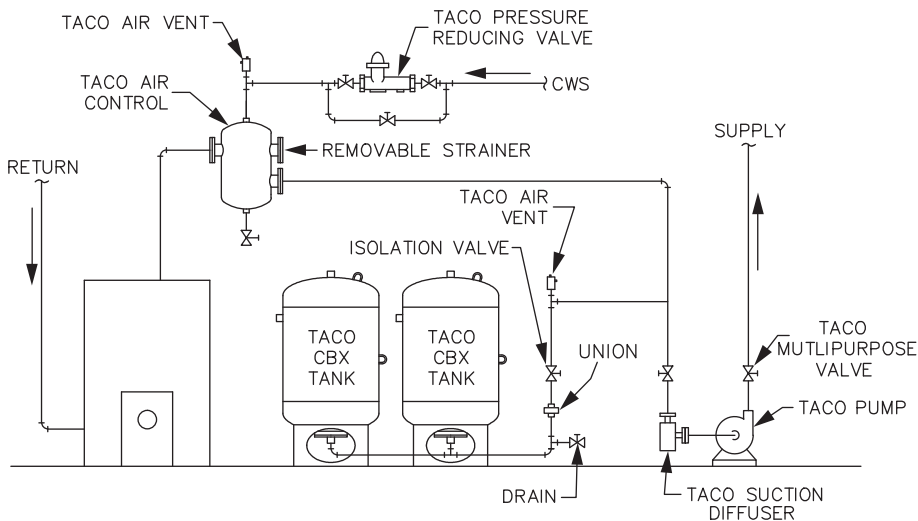 TACO AIR VENT
TACO PRESSURE
REDUCING VALVE
TACO AIR
CONTROL
CWS
SUPPLY
REMOVABLE STRAINER
RETURN
TACO AIR
VENT
ISOLATION VALVE
TACO
CBX
TANK
TACO
CBX
TANK
UNION
TACO
MUTLIPURPOSE
VALVE
TACO PUMP
DRAIN
TACO SUCTION
DIFFUSER